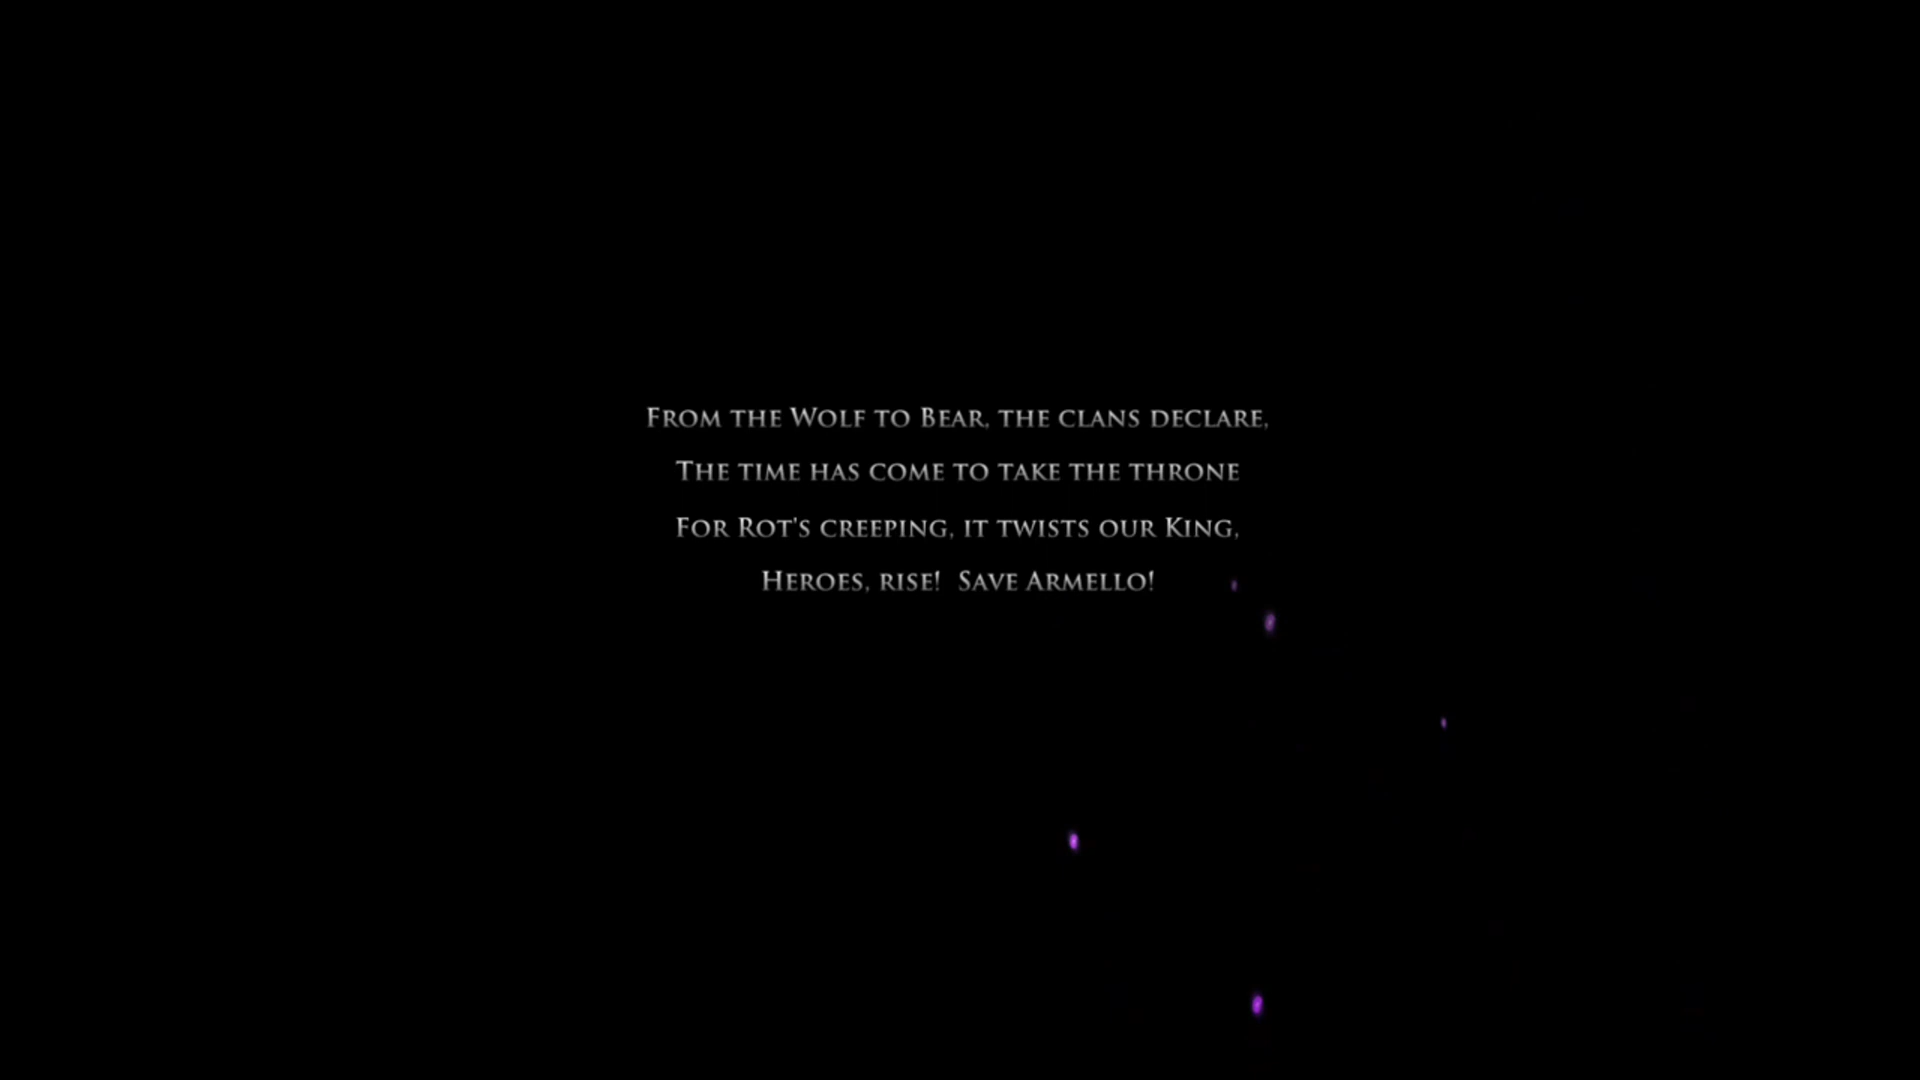 From the Wolf to Bear, the clans declare,
The time has come to take the throne
For Rot's creeping, it twists our King,
Heroes, rise!  Save Armello!